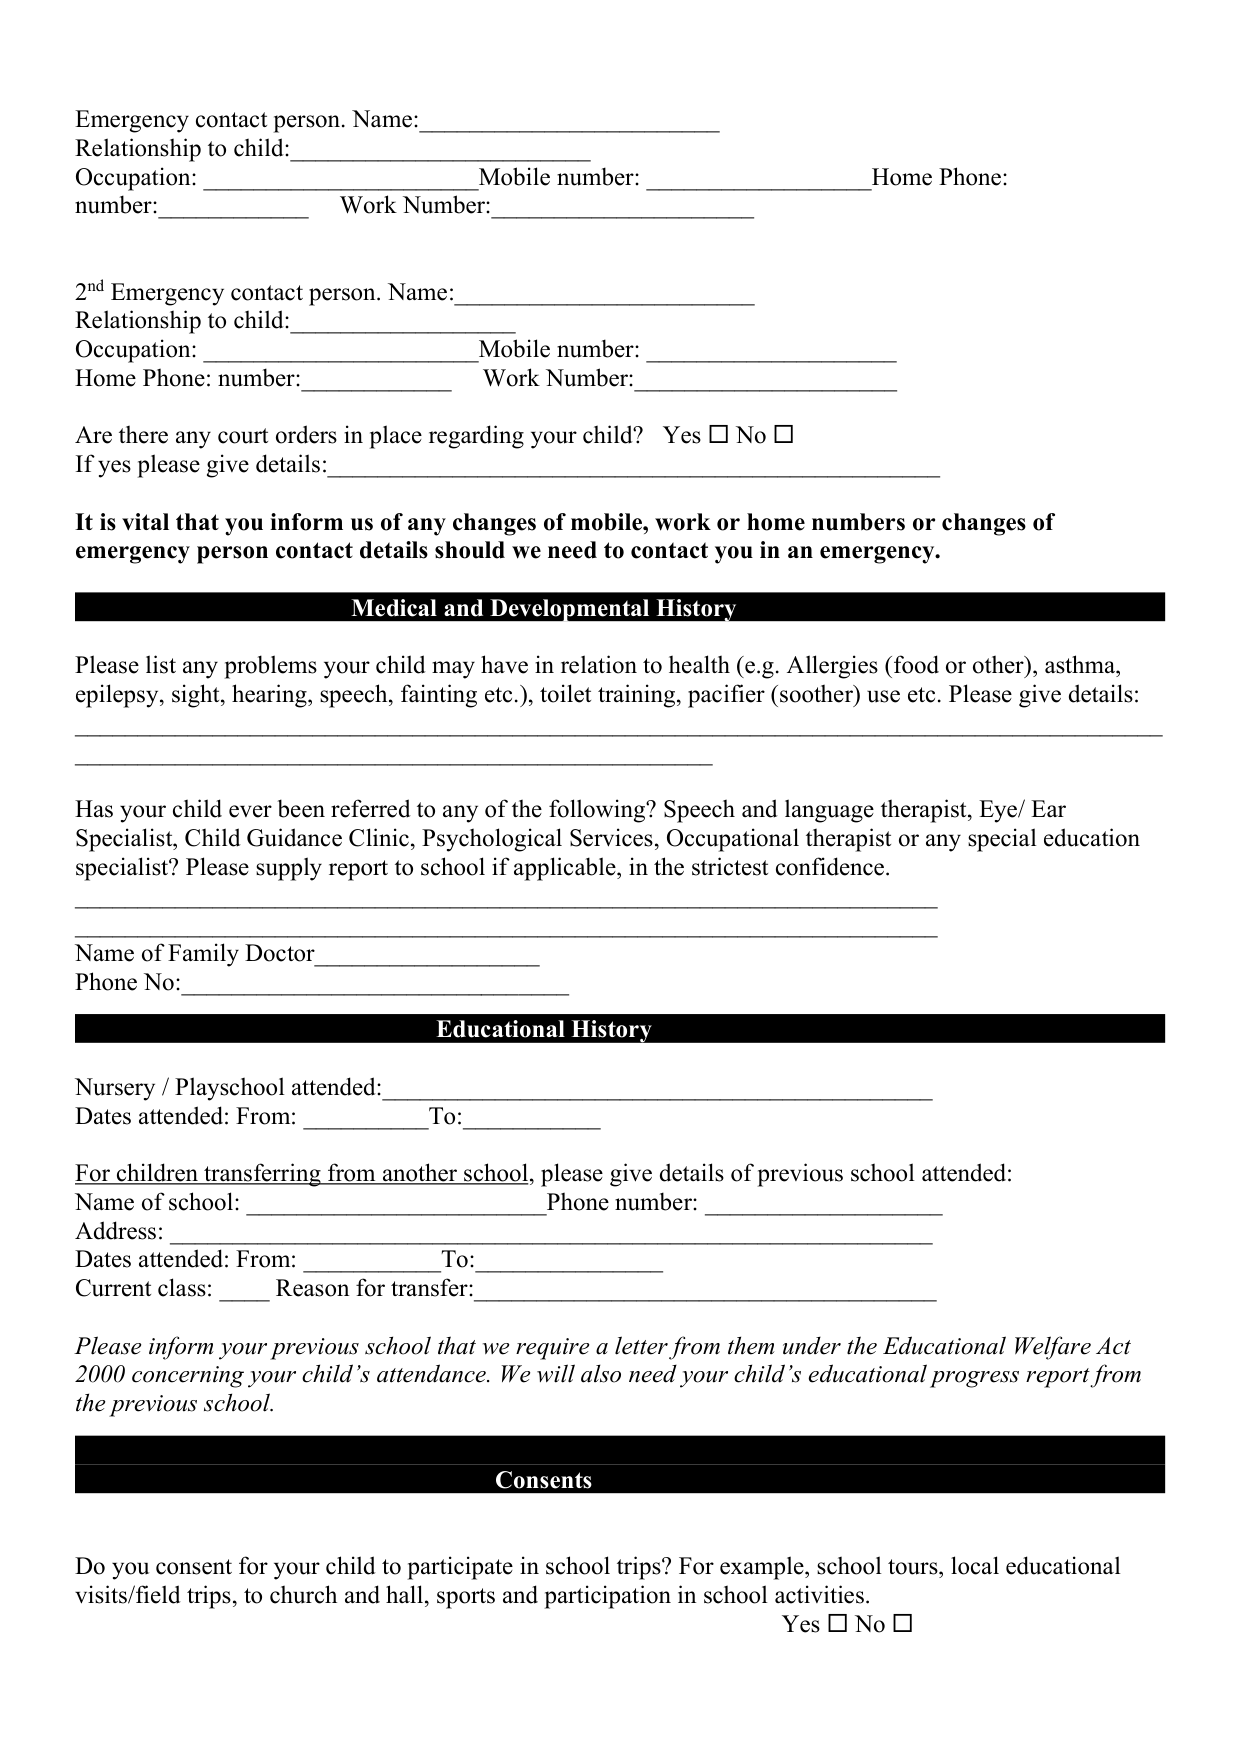 Emergency contact person. Name:________________________
Relationship to child:________________________
Occupation: ______________________Mobile number: __________________Home Phone:
number:____________ Work Number:_____________________
2nd Emergency contact person. Name:________________________
Relationship to child:__________________
Occupation: ______________________Mobile number: ____________________
Home Phone: number:____________ Work Number:_____________________
Are there any court orders in place regarding your child? Yes ☐ No ☐
If yes please give details:_________________________________________________
It is vital that you inform us of any changes of mobile, work or home numbers or changes of
emergency person contact details should we need to contact you in an emergency.
Medical and Developmental History
Please list any problems your child may have in relation to health (e.g. Allergies (food or other), asthma,
epilepsy, sight, hearing, speech, fainting etc.), toilet training, pacifier (soother) use etc. Please give details:
_______________________________________________________________________________________
___________________________________________________
Has your child ever been referred to any of the following? Speech and language therapist, Eye/ Ear
Specialist, Child Guidance Clinic, Psychological Services, Occupational therapist or any special education
specialist? Please supply report to school if applicable, in the strictest confidence.
_____________________________________________________________________
_____________________________________________________________________
Name of Family Doctor__________________
Phone No:_______________________________
Educational History
Nursery / Playschool attended:____________________________________________
Dates attended: From: __________To:___________
For children transferring from another school, please give details of previous school attended:
Name of school: ________________________Phone number: ___________________
Address: _____________________________________________________________
Dates attended: From: ___________To:_______________
Current class: ____ Reason for transfer:_____________________________________
Please inform your previous school that we require a letter from them under the Educational Welfare Act
2000 concerning your child’s attendance. We will also need your child’s educational progress report from
the previous school.
Consents
Do you consent for your child to participate in school trips? For example, school tours, local educational
visits/field trips, to church and hall, sports and participation in school activities.
Yes ☐ No ☐